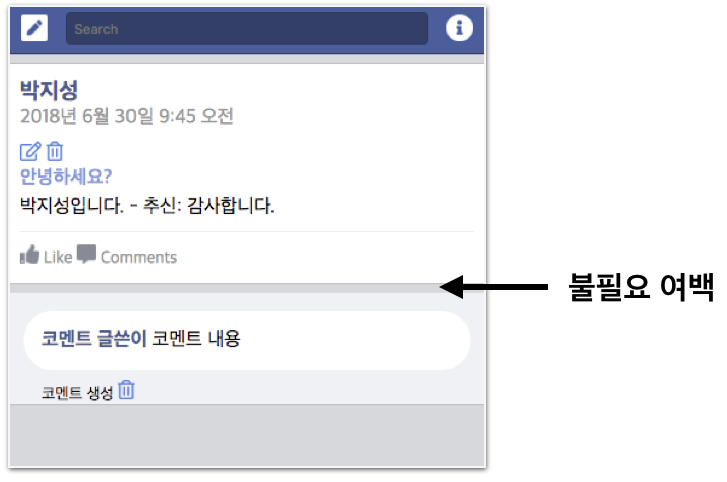 Search
박지성
2018년 6월 30일 9:45 오전
안녕하세요?
박지성입니다. - 추신: 감사합니다.
Like Comments
불필요 여백
코멘트 글쓴이 코멘트 내용
코멘트 생성